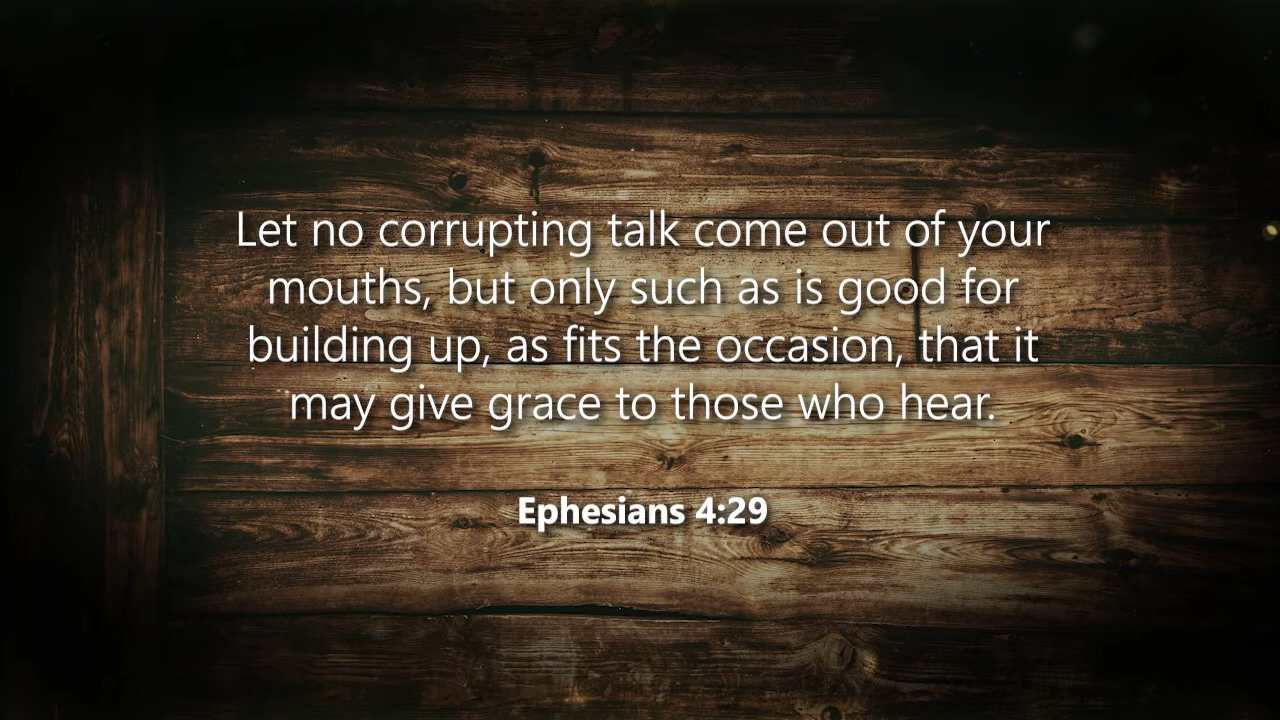 Let no corrupting talk come out of your
mouths, but only such as is good for
building up, as fits the occasion, that it
may give grace to those who hear.
Ephesians 4:29